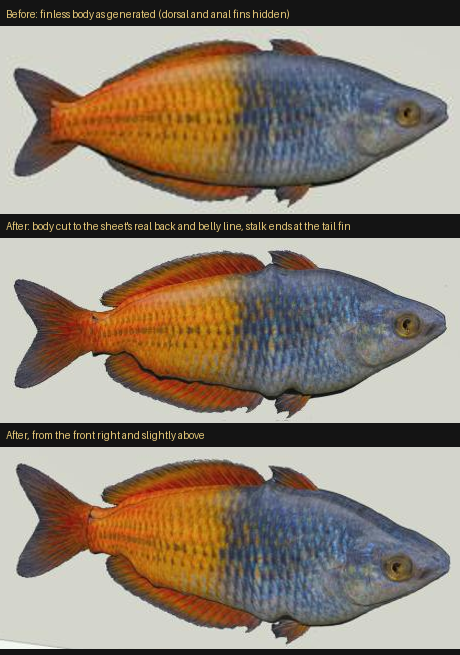 Before: finless body as generated (dorsal and anal fins hidden)
After: body cut to the sheet's real back and belly line, stalk ends at the tail fin
After, from the front right and slightly above